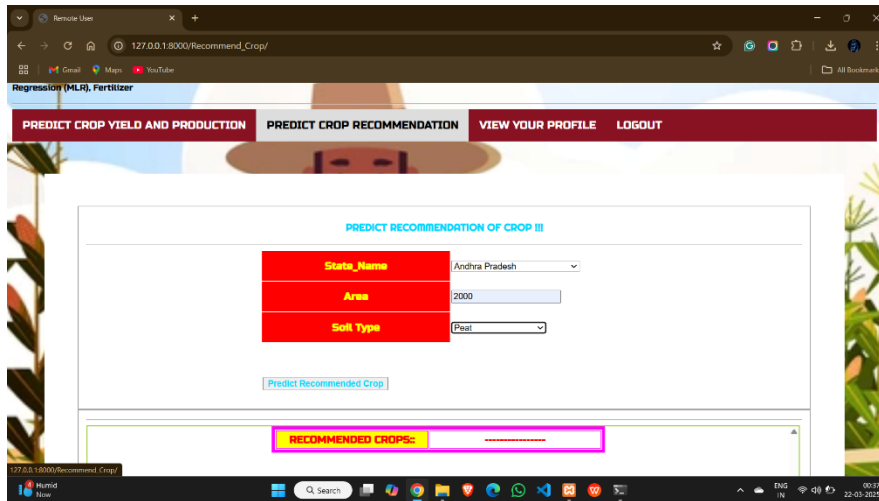 Remote User
127.0.0.1:8000/Recommend_Crop/
Gmail Maps YouTube All Bookmark
Regression (MLR), Fertilizer
PREDICT CROP YIELD AND PRODUCTION PREDICT CROP RECOMMENDATION VIEW YOUR PROFILE LOGOUT
PREDICT RECOMMENDATION OF CROP !!!
State_Name Andhra Pradesh
Area 2000
Soil Type Peat
Predict Recommended Crop
RECOMMENDED CROPS:: ---------------
127.0.0.1:8000/Recommend_Crop/
Humid
Now
Search
ENG
IN
00:37
22-03-2025